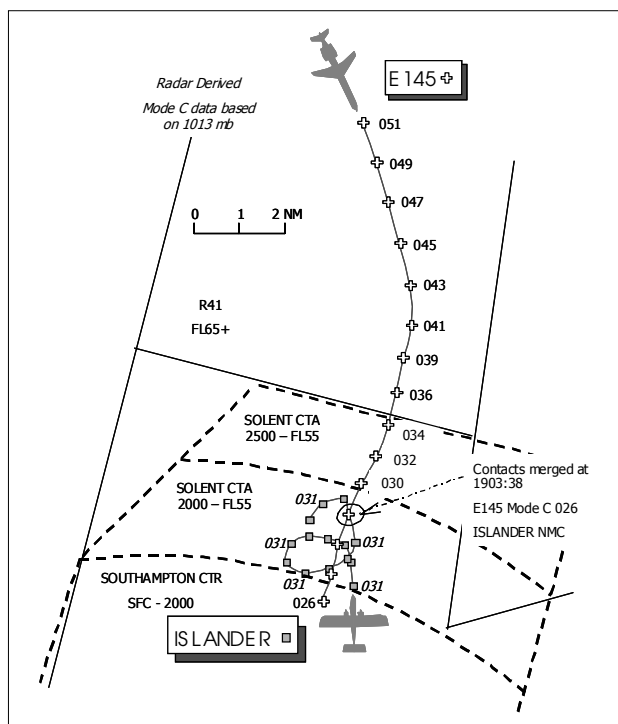 Radar Derived
Mode C data based
on 1013 mb
E145
051
049
047
045
043
041
039
036
034
032
030
0 1 2 NM
R41
FL65+
SOLENT CTA
2500 – FL55
SOLENT CTA
2000 – FL55
Contacts merged at
1903:38
E145 Mode C 026
ISLANDER NMC
031
031
031
031
031
SOUTHAMPTON CTR
SFC - 2000
026
ISLANDER